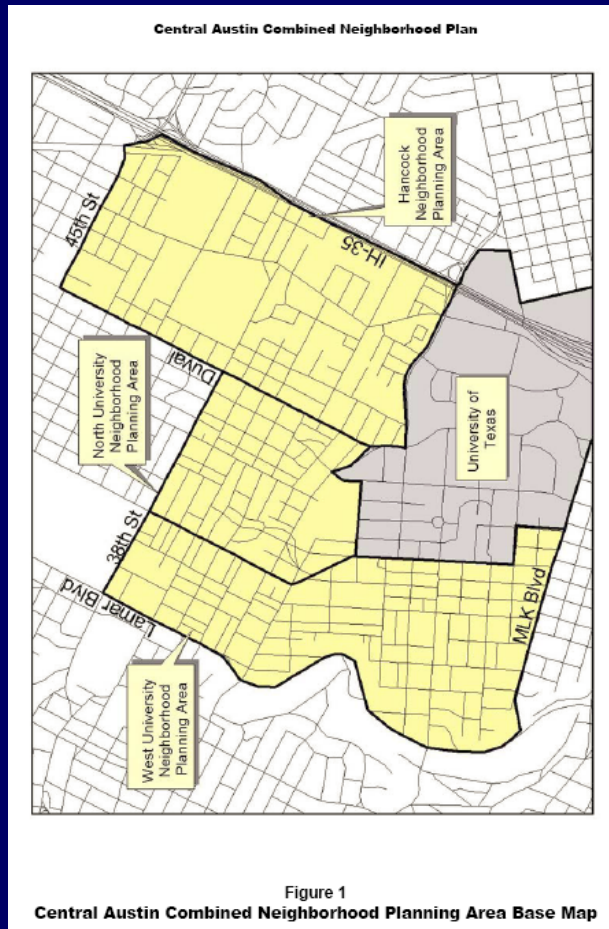 Central Austin Combined Neighborhood Plan
45th St
IH-35
Hancock
Neighborhood
Planning Area
Duval
North University
Neighborhood
Planning Area
University of
Texas
38th St
Lamar Blvd
MLK Blvd
West University
Neighborhood
Planning Area
Figure 1
Central Austin Combined Neighborhood Planning Area Base Map